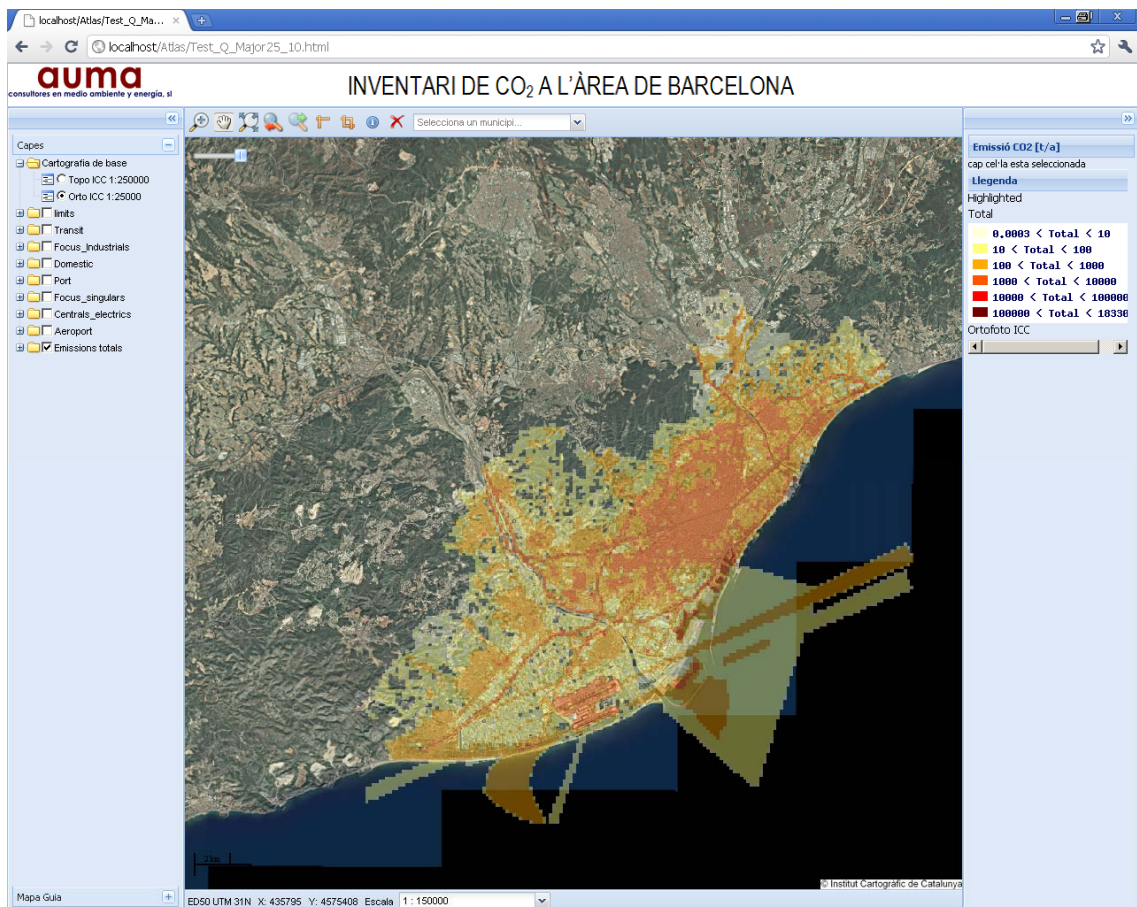 localhost/Atlas/Test_Q_Ma...
localhost/Atlas/Test_Q_Major25_10.html
auma
consultores en medio ambiente y energía, sl
INVENTARI DE CO₂ A L'ÀREA DE BARCELONA
Selecciona un municipi...
Capes
Cartografia de base
Topo ICC 1:250000
Orto ICC 1:25000
limits
Transit
Focus_Industrials
Domestic
Port
Focus_singulars
Centrals_electrics
Aeroport
Emissions totals
Mapa Guia
Emissió CO2 [t/a]
cap cel·la esta seleccionada
Llegenda
Highlighted
Total
0.0003 < Total < 10
10 < Total < 100
100 < Total < 1000
1000 < Total < 10000
10000 < Total < 100000
100000 < Total < 18330
Ortofoto ICC
© Institut Cartogràfic de Catalunya
ED50 UTM 31N X: 435795 Y: 4575408 Escala 1 : 150000